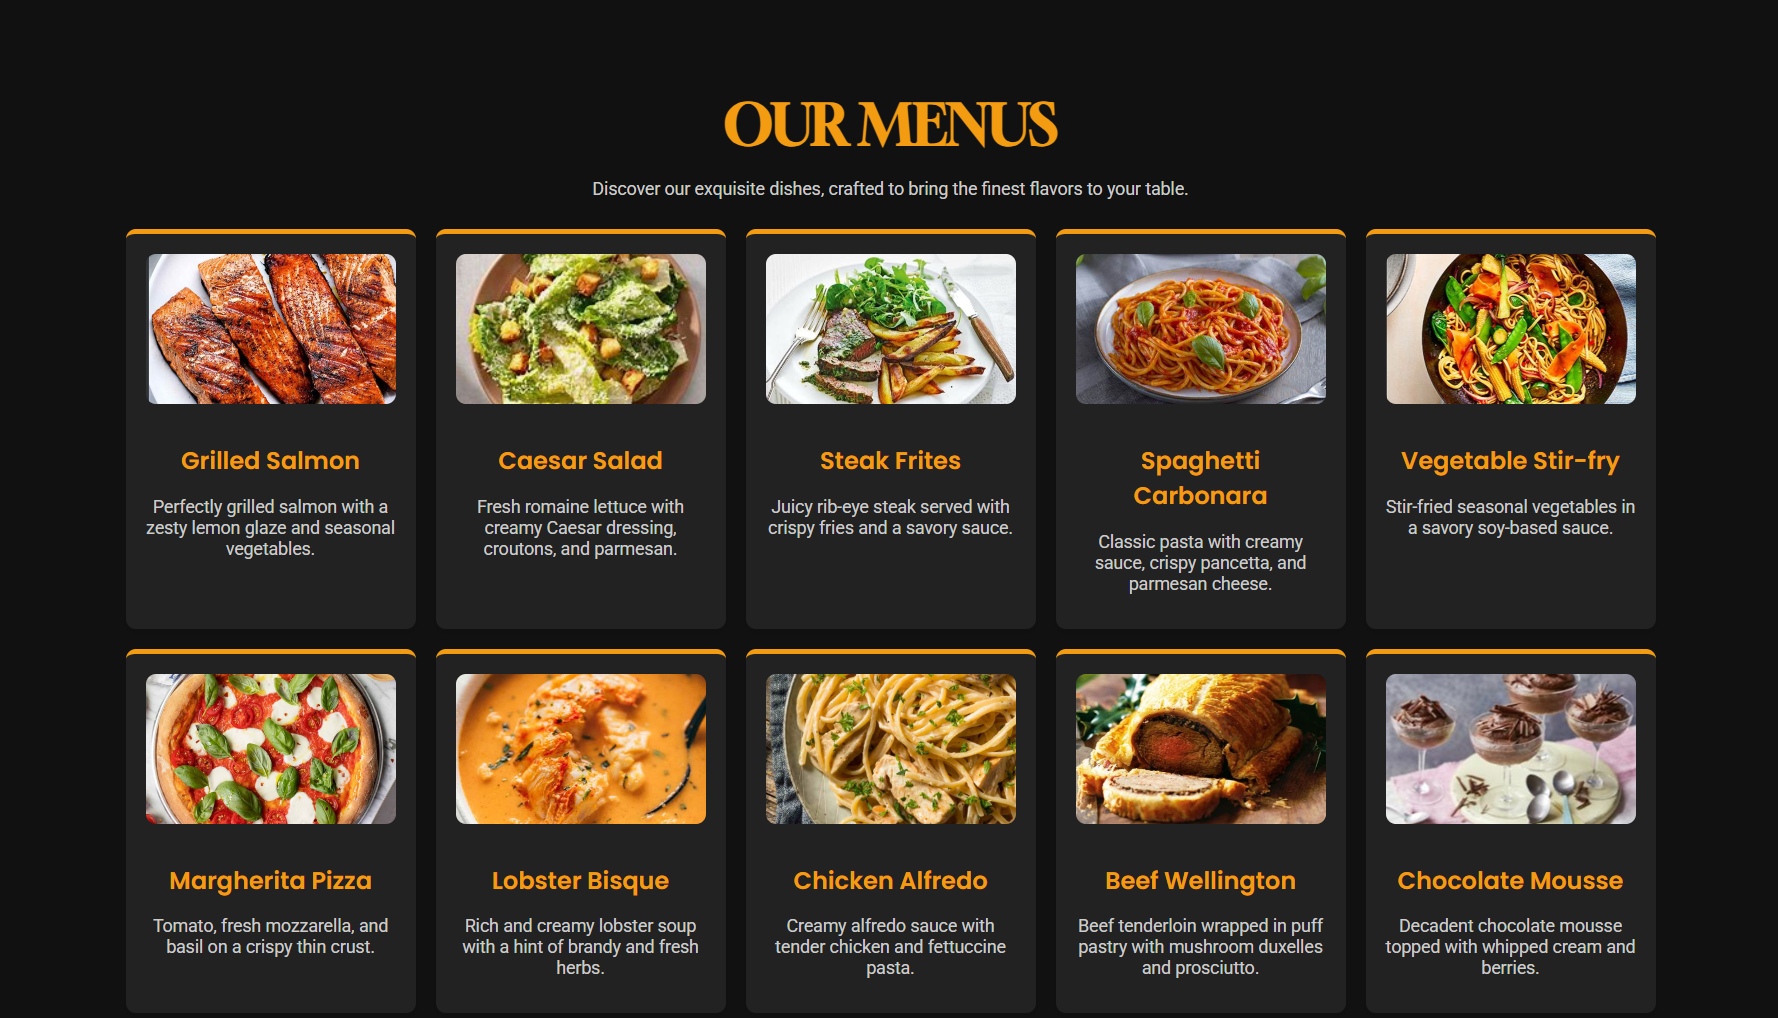 OUR MENUS
Discover our exquisite dishes, crafted to bring the finest flavors to your table.
Grilled Salmon
Perfectly grilled salmon with a
zesty lemon glaze and seasonal
vegetables.
Caesar Salad
Fresh romaine lettuce with
creamy Caesar dressing,
croutons, and parmesan.
Steak Frites
Juicy rib-eye steak served with
crispy fries and a savory sauce.
Spaghetti
Carbonara
Classic pasta with creamy
sauce, crispy pancetta, and
parmesan cheese.
Vegetable Stir-fry
Stir-fried seasonal vegetables in
a savory soy-based sauce.
Margherita Pizza
Tomato, fresh mozzarella, and
basil on a crispy thin crust.
Lobster Bisque
Rich and creamy lobster soup
with a hint of brandy and fresh
herbs.
Chicken Alfredo
Creamy alfredo sauce with
tender chicken and fettuccine
pasta.
Beef Wellington
Beef tenderloin wrapped in puff
pastry with mushroom duxelles
and prosciutto.
Chocolate Mousse
Decadent chocolate mousse
topped with whipped cream and
berries.